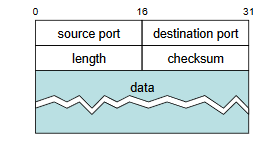 0 16 31
source port destination port
length checksum
data